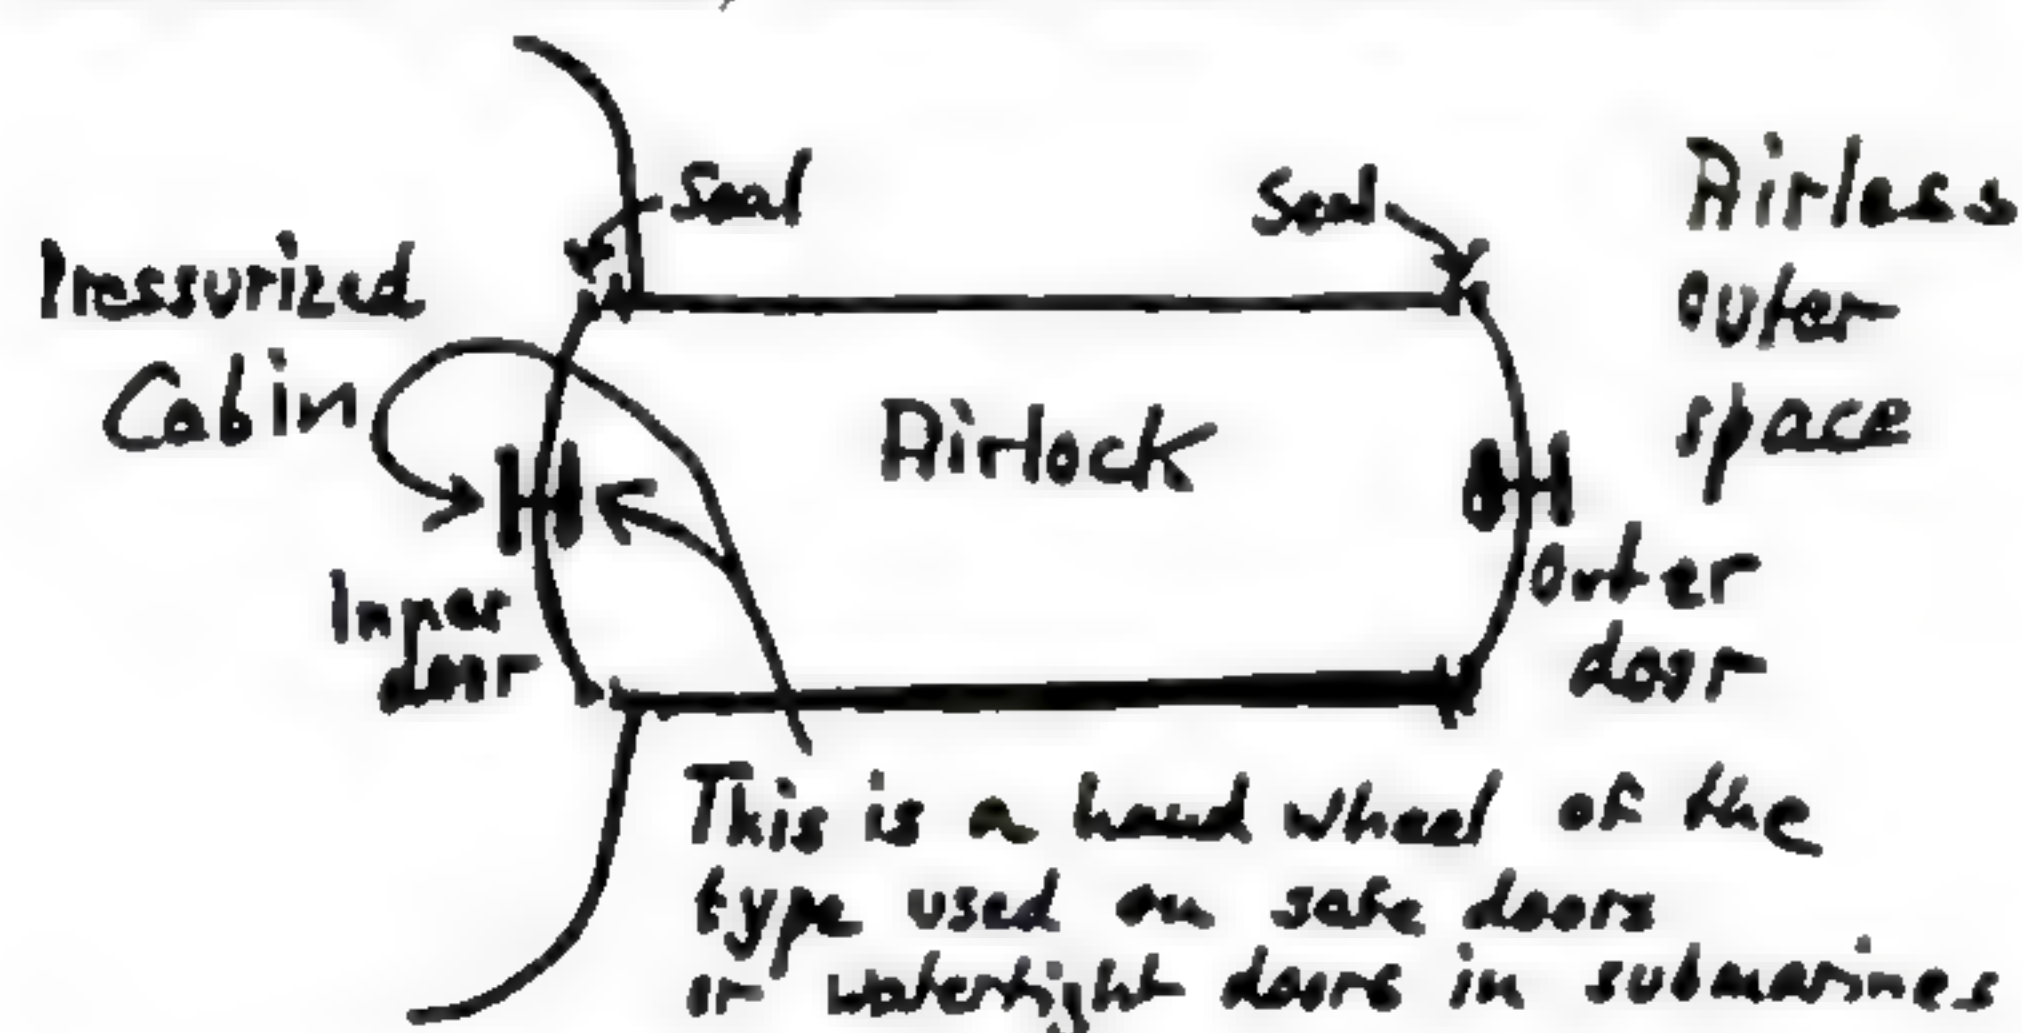 Seal
Seal
Airless
outer
space
Pressurized
Cabin
Airlock
Inner
door
Outer
door
This is a hand wheel of the
type used on safe doors
or watertight doors in submarines